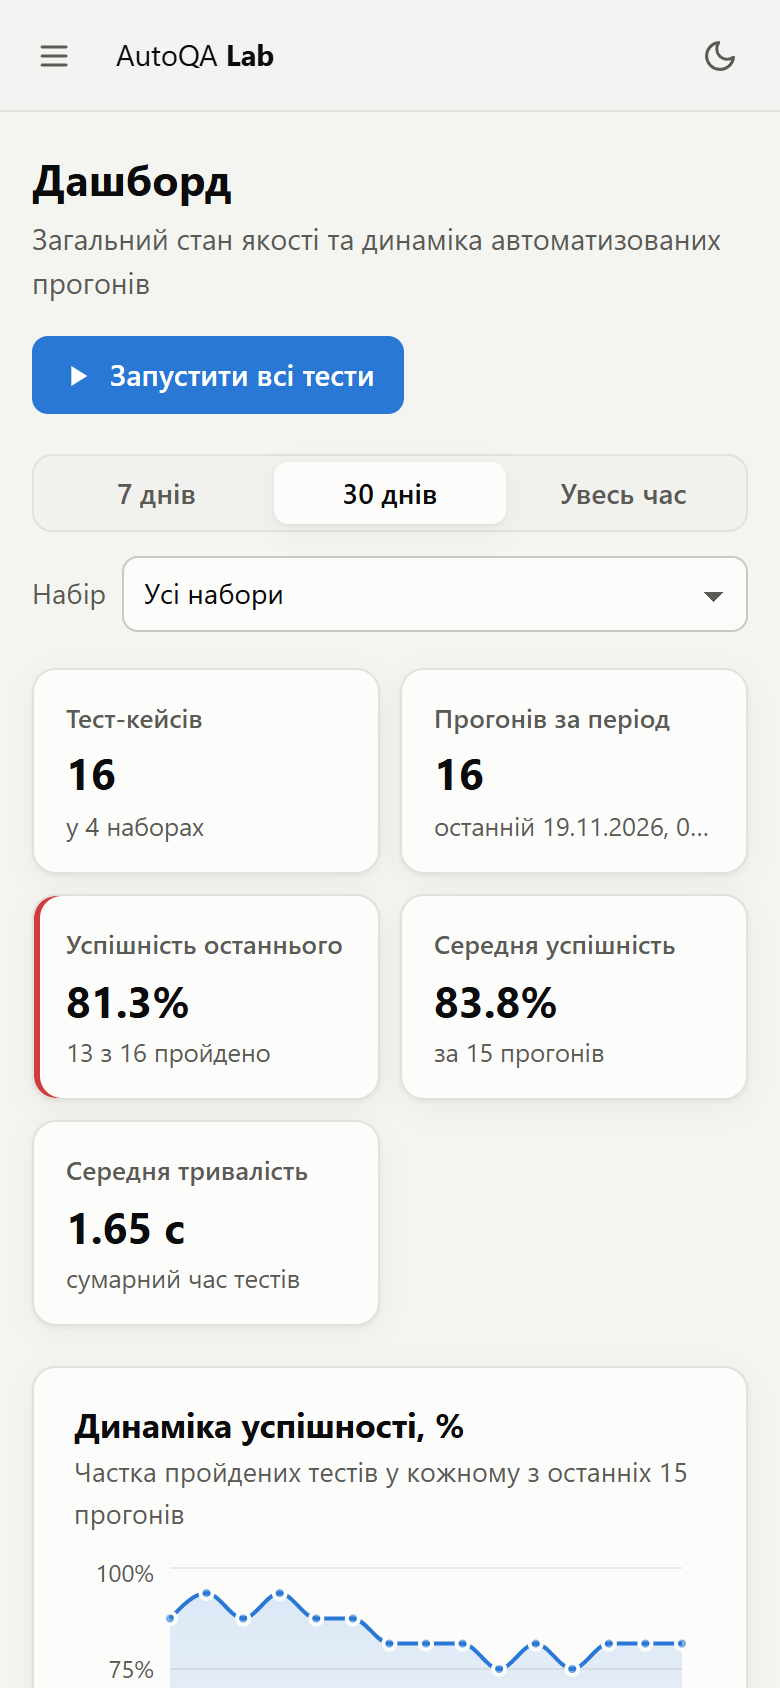 AutoQA Lab
Дашборд
Загальний стан якості та динаміка автоматизованих
прогонів
Запустити всі тести
7 днів
30 днів
Увесь час
Набір
Усі набори
Тест-кейсів
16
у 4 наборах
Прогонів за період
16
останній 19.11.2026, 0...
Успішність останнього
81.3%
13 з 16 пройдено
Середня успішність
83.8%
за 15 прогонів
Середня тривалість
1.65 с
сумарний час тестів
Динаміка успішності, %
Частка пройдених тестів у кожному з останніх 15
прогонів
100%
75%